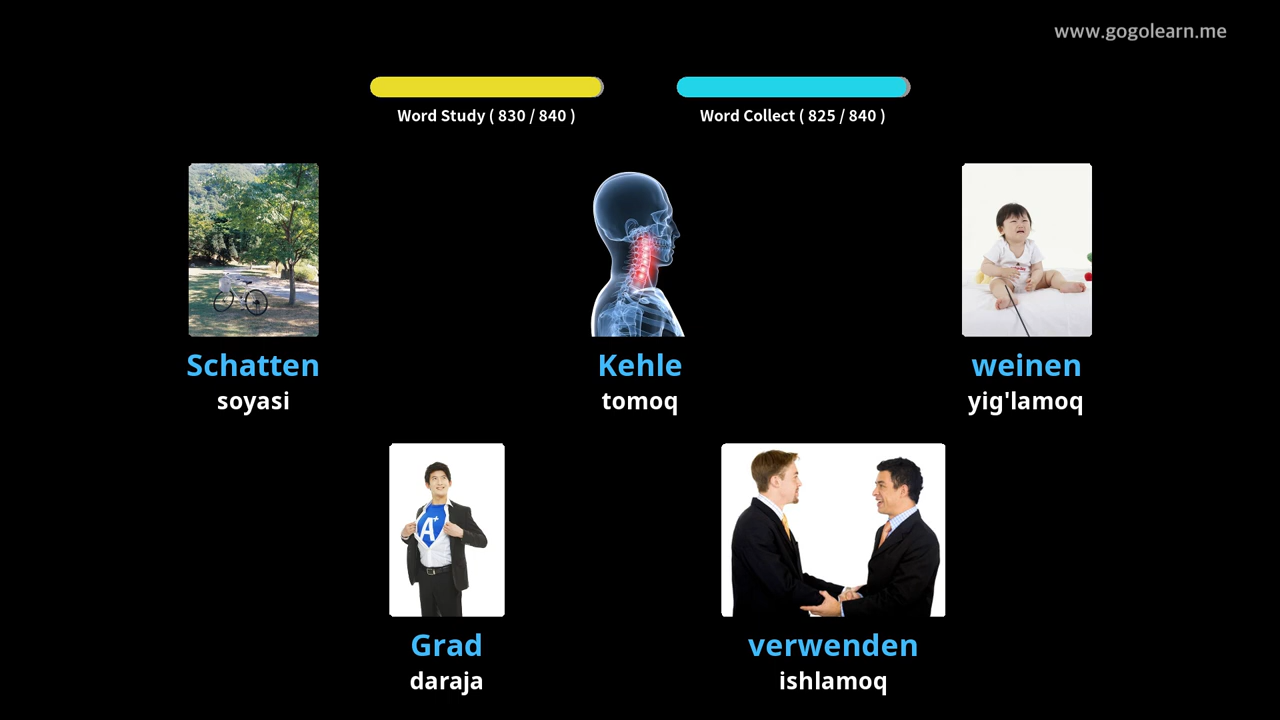 www.gogolearn.me
Word Study ( 830 / 840 )
Word Collect ( 825 / 840 )
Schatten
soyasi
Kehle
tomoq
weinen
yig'lamoq
A+
Grad
daraja
verwenden
ishlamoq